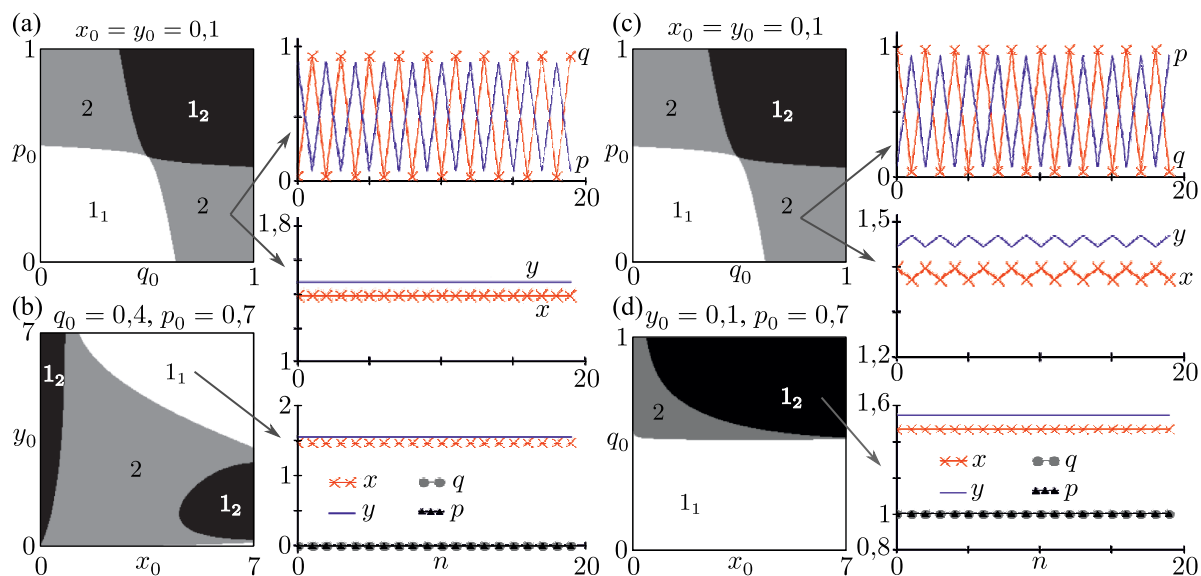 (a)
x₀ = y₀ = 0,1
1
p₀
0
0 q₀ 1
2
1₂
1₁
2
1
0
0 20
q
p
1,8
1
0 20
y
x
(b)
q₀ = 0,4, p₀ = 0,7
7
y₀
0
0 x₀ 7
1₂
1₁
2
1₂
2
1
0
0 n 20
x q
y p
(c)
x₀ = y₀ = 0,1
1
p₀
0
0 q₀ 1
2
1₂
1₁
2
1
0
0 20
p
q
1,5
1,2
0 20
y
x
(d)
y₀ = 0,1, p₀ = 0,7
1
q₀
0
0 x₀ 7
2
1₂
1₁
1,6
1
0,8
0 n 20
x q
y p